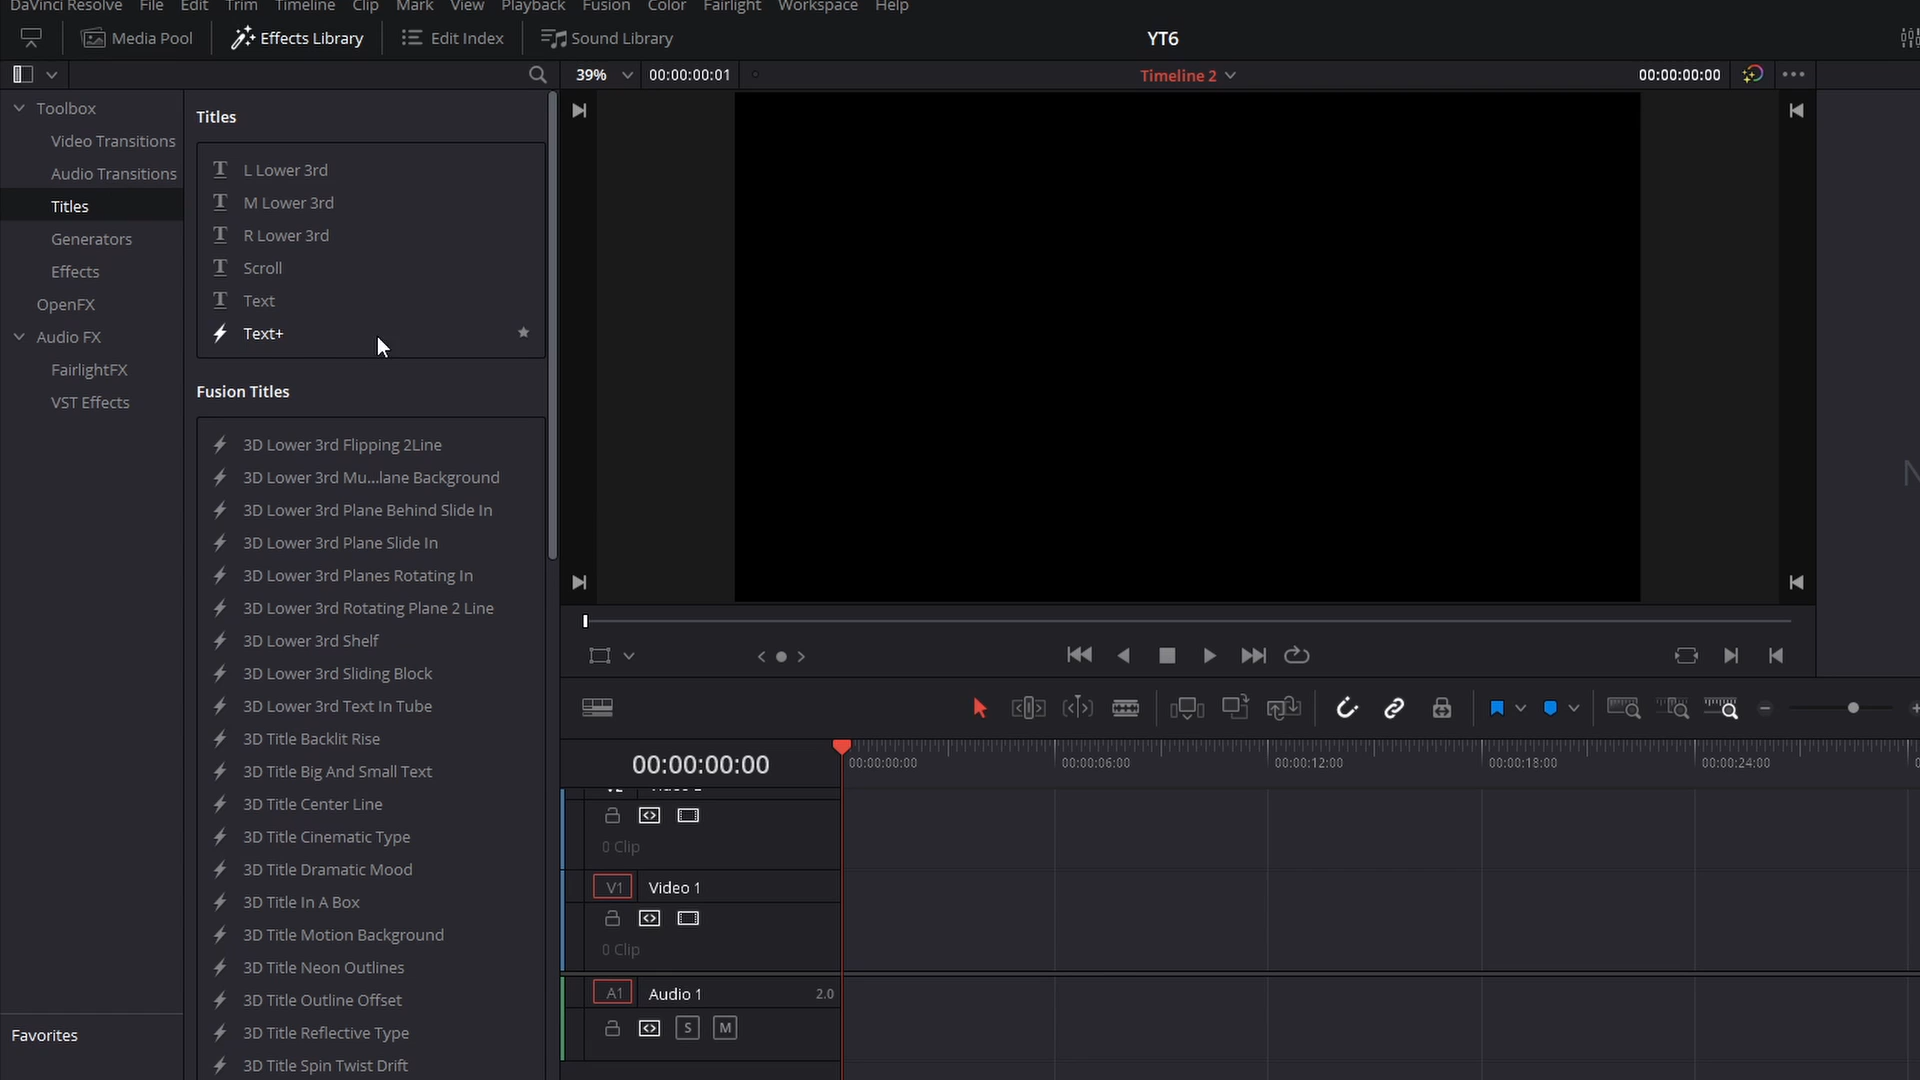 DaVinci Resolve File Edit Trim Timeline Clip Mark View Playback Fusion Color Fairlight Workspace Help
Media Pool Effects Library Edit Index Sound Library YT6
39% 00:00:00:01 Timeline 2 00:00:00:00
Toolbox
Video Transitions
Audio Transitions
Titles
Generators
Effects
OpenFX
Audio FX
FairlightFX
VST Effects
Favorites
Titles
L Lower 3rd
M Lower 3rd
R Lower 3rd
Scroll
Text
Text+
Fusion Titles
3D Lower 3rd Flipping 2Line
3D Lower 3rd Mu...lane Background
3D Lower 3rd Plane Behind Slide In
3D Lower 3rd Plane Slide In
3D Lower 3rd Planes Rotating In
3D Lower 3rd Rotating Plane 2 Line
3D Lower 3rd Shelf
3D Lower 3rd Sliding Block
3D Lower 3rd Text In Tube
3D Title Backlit Rise
3D Title Big And Small Text
3D Title Center Line
3D Title Cinematic Type
3D Title Dramatic Mood
3D Title In A Box
3D Title Motion Background
3D Title Neon Outlines
3D Title Outline Offset
3D Title Reflective Type
3D Title Spin Twist Drift
N
00:00:00:00 00:00:00:00 00:00:06:00 00:00:12:00 00:00:18:00 00:00:24:00
0 Clip
V1 Video 1
0 Clip
A1 Audio 1 2.0
S M